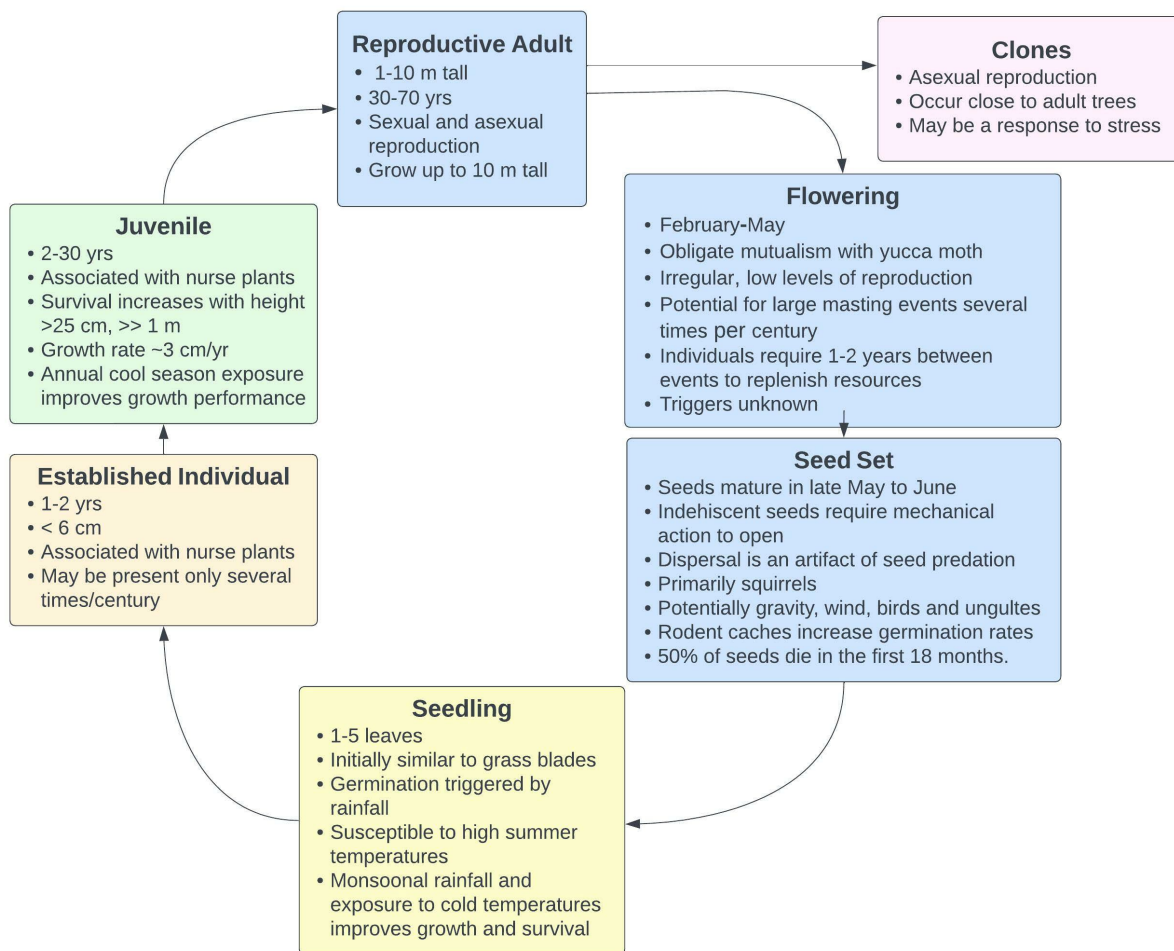 Reproductive Adult
• 1-10 m tall
• 30-70 yrs
• Sexual and asexual
reproduction
• Grow up to 10 m tall
Clones
• Asexual reproduction
• Occur close to adult trees
• May be a response to stress
Flowering
• February-May
• Obligate mutualism with yucca moth
• Irregular, low levels of reproduction
• Potential for large masting events several
times per century
• Individuals require 1-2 years between
events to replenish resources
• Triggers unknown
Seed Set
• Seeds mature in late May to June
• Indehiscent seeds require mechanical
action to open
• Dispersal is an artifact of seed predation
• Primarily squirrels
• Potentially gravity, wind, birds and ungultes
• Rodent caches increase germination rates
• 50% of seeds die in the first 18 months.
Seedling
• 1-5 leaves
• Initially similar to grass blades
• Germination triggered by
rainfall
• Susceptible to high summer
temperatures
• Monsoonal rainfall and
exposure to cold temperatures
improves growth and survival
Established Individual
• 1-2 yrs
• < 6 cm
• Associated with nurse plants
• May be present only several
times/century
Juvenile
• 2-30 yrs
• Associated with nurse plants
• Survival increases with height
>25 cm, >> 1 m
• Growth rate ~3 cm/yr
• Annual cool season exposure
improves growth performance